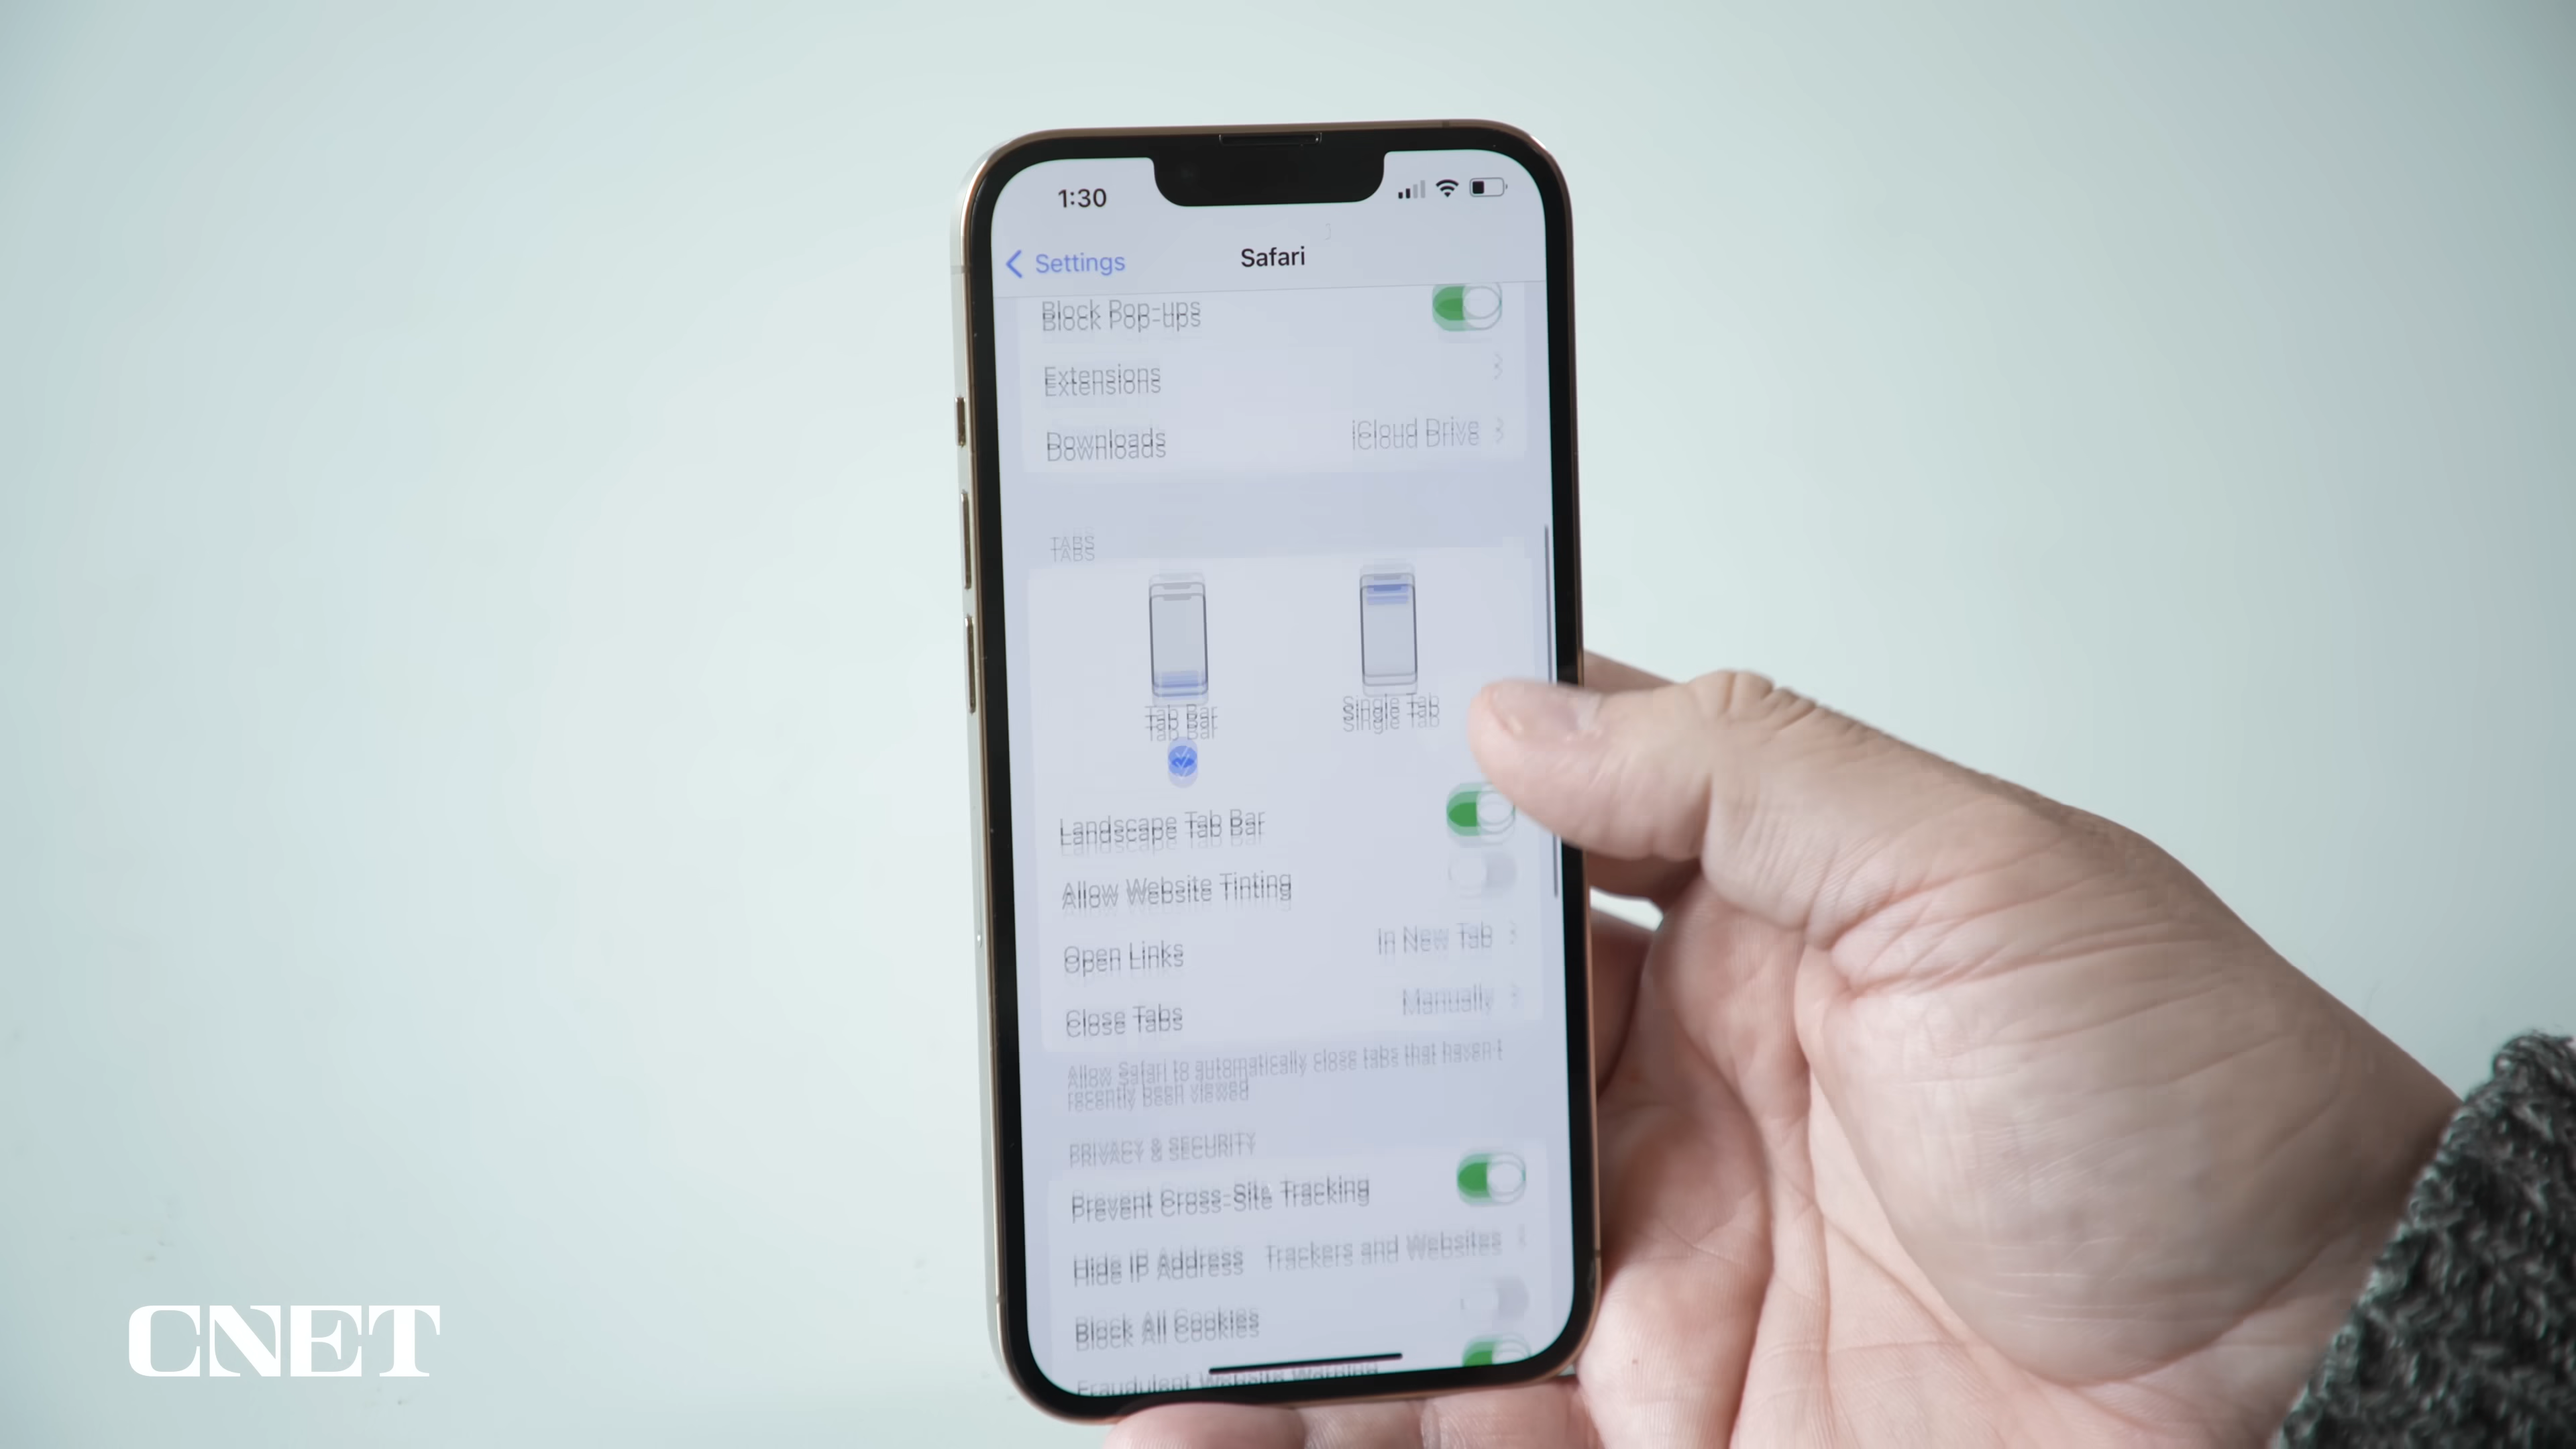 1:30
Settings
Safari
Block Pop-ups
Extensions
Downloads iCloud Drive
TABS
Tab Bar Single Tab
Landscape Tab Bar
Allow Website Tinting
Open Links In New Tab
Close Tabs Manually
Allow Safari to automatically close tabs that haven't
recently been viewed
PRIVACY & SECURITY
Prevent Cross-Site Tracking
Hide IP Address Trackers and Websites
Block All Cookies
Fraudulent Website Warning
CNET